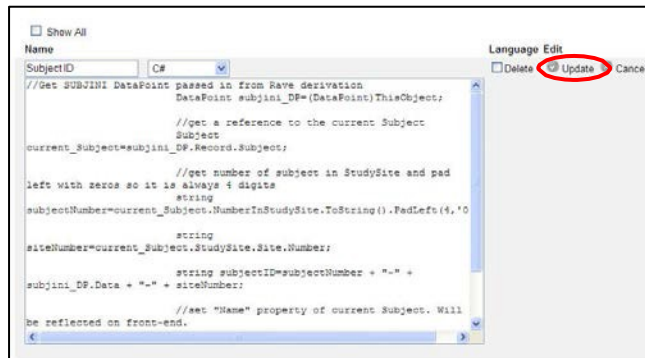 Show All
Name Language Edit
SubjectID C# Delete Update Cance
//Get SUBJINI DataPoint passed in from Rave derivation
DataPoint subjini_DP=(DataPoint)ThisObject;
//get a reference to the current Subject
Subject
current_Subject=subjini_DP.Record.Subject;
//get number of subject in StudySite and pad
left with zeros so it is always 4 digits
string
subjectNumber=current_Subject.NumberInStudySite.ToString().PadLeft(4,'0
string
siteNumber=current_Subject.StudySite.Site.Number;
string subjectID=subjectNumber + "-" +
subjini_DP.Data + "-" + siteNumber;
//set "Name" property of current Subject. Will
be reflected on front-end.